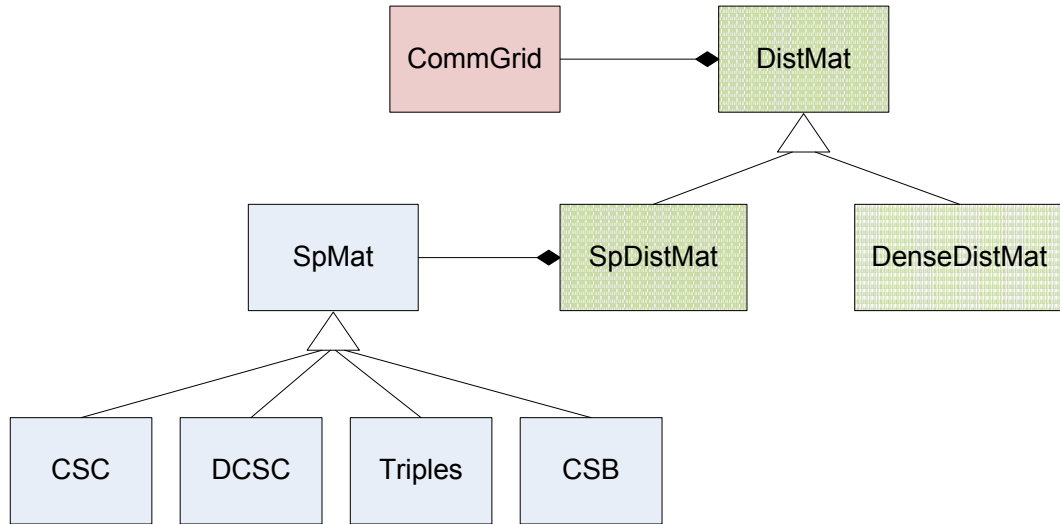 CommGrid
DistMat
SpMat
SpDistMat
DenseDistMat
CSC
DCSC
Triples
CSB